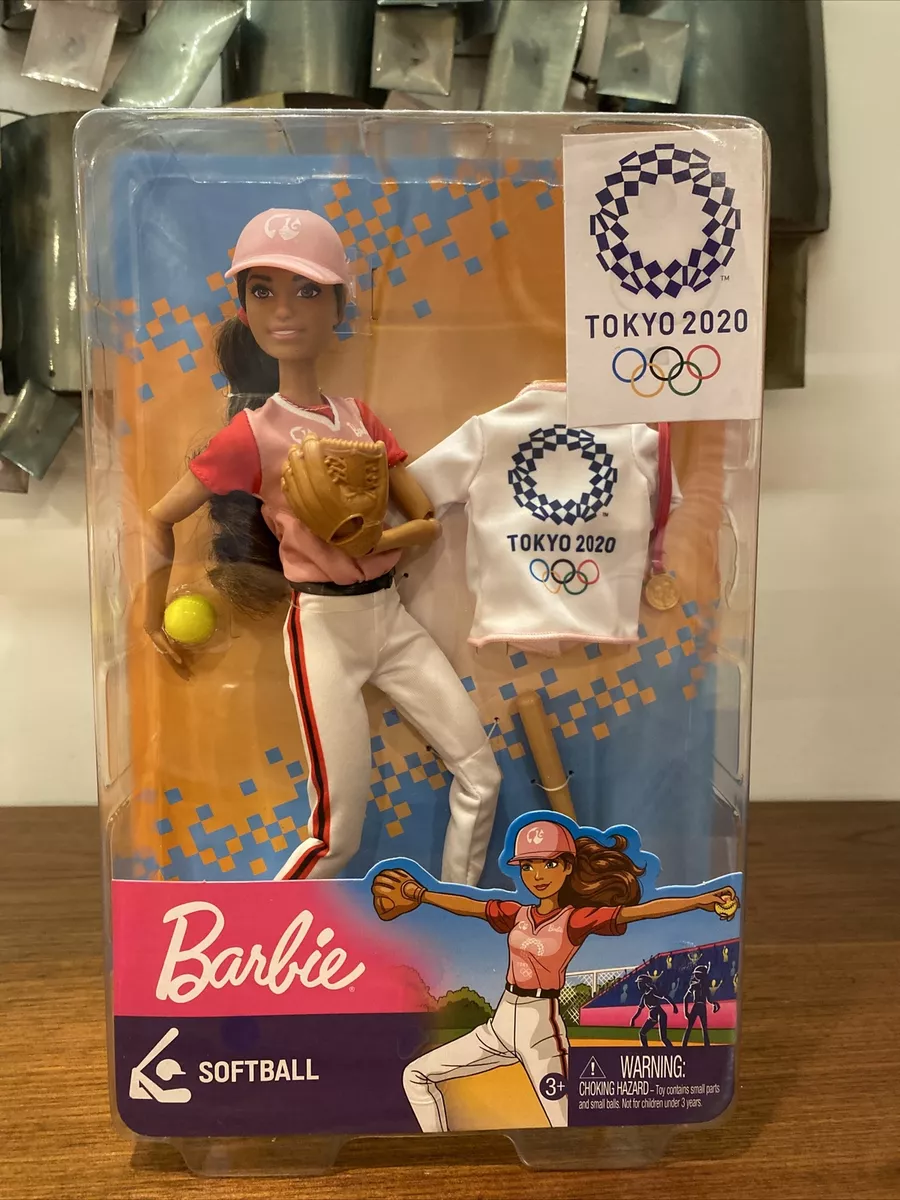 TOKYO 2020
TM
TOKYO 2020
Barbie®
SOFTBALL
3+
WARNING:
CHOKING HAZARD – Toy contains small parts
and small balls. Not for children under 3 years.